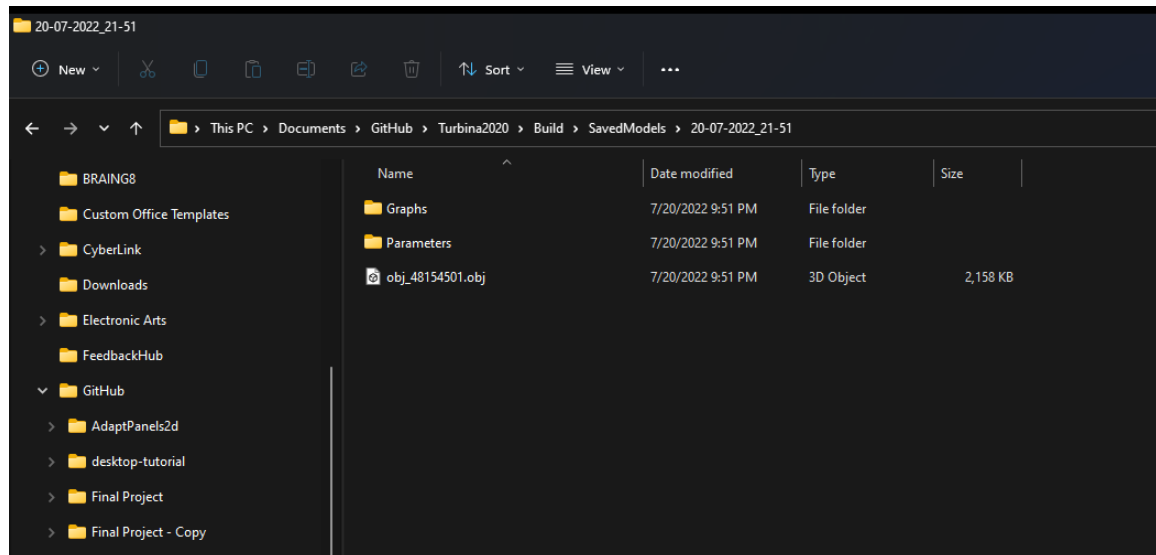 20-07-2022_21-51
New Sort View ...
This PC > Documents > GitHub > Turbina2020 > Build > SavedModels > 20-07-2022_21-51
BRAING8
Custom Office Templates
CyberLink
Downloads
Electronic Arts
FeedbackHub
GitHub
AdaptPanels2d
desktop-tutorial
Final Project
Final Project - Copy
Name Date modified Type Size
Graphs 7/20/2022 9:51 PM File folder
Parameters 7/20/2022 9:51 PM File folder
obj_48154501.obj 7/20/2022 9:51 PM 3D Object 2,158 KB